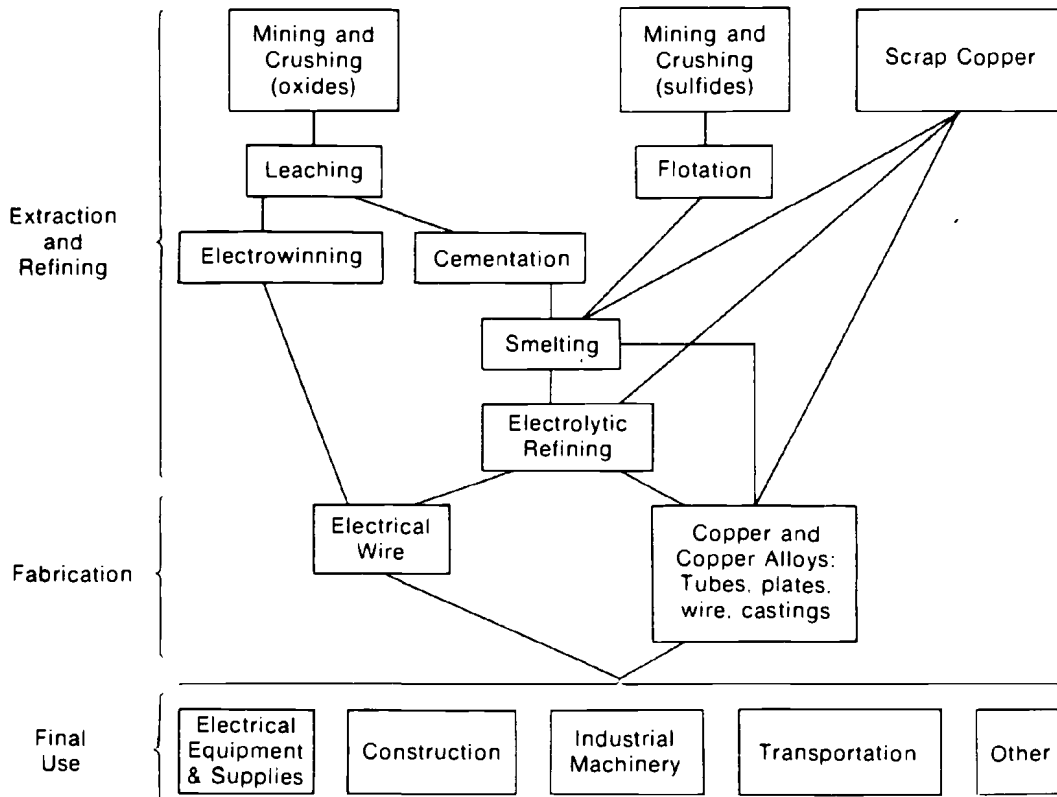 Mining and
Crushing
(oxides)
Mining and
Crushing
(sulfides)
Scrap Copper
Leaching
Flotation
Extraction
and
Refining
Electrowinning
Cementation
Smelting
Electrolytic
Refining
Electrical
Wire
Copper and
Copper Alloys:
Tubes, plates,
wire, castings
Fabrication
Final
Use
Electrical
Equipment
& Supplies
Construction
Industrial
Machinery
Transportation
Other